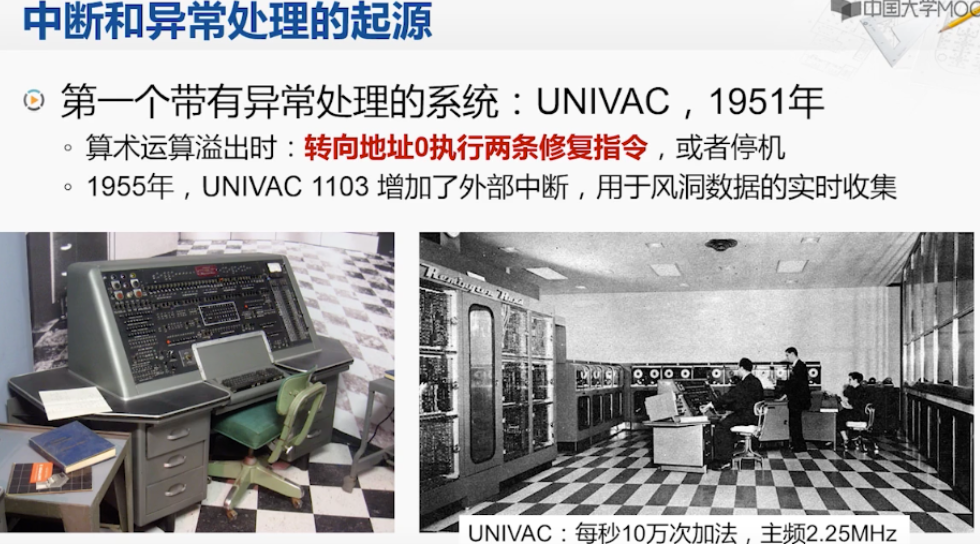 中断和异常处理的起源
中国大学MOO
第一个带有异常处理的系统：UNIVAC，1951年
算术运算溢出时：转向地址0执行两条修复指令，或者停机
1955年，UNIVAC 1103 增加了外部中断，用于风洞数据的实时收集
Remington Rand
UNIVAC：每秒10万次加法，主频2.25MHz